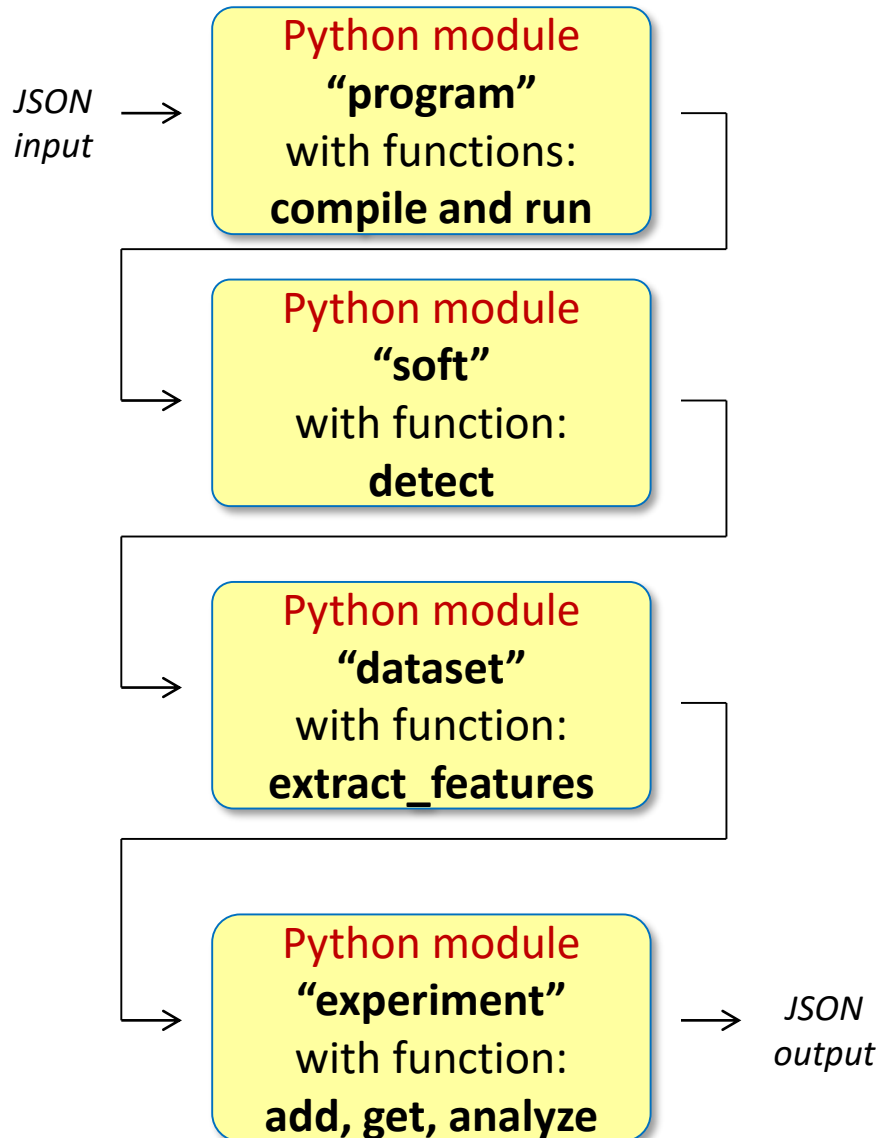 Python module
“program”
with functions:
compile and run
JSON
input
Python module
“soft”
with function:
detect
Python module
“dataset”
with function:
extract_features
Python module
“experiment”
with function:
add, get, analyze
JSON
output